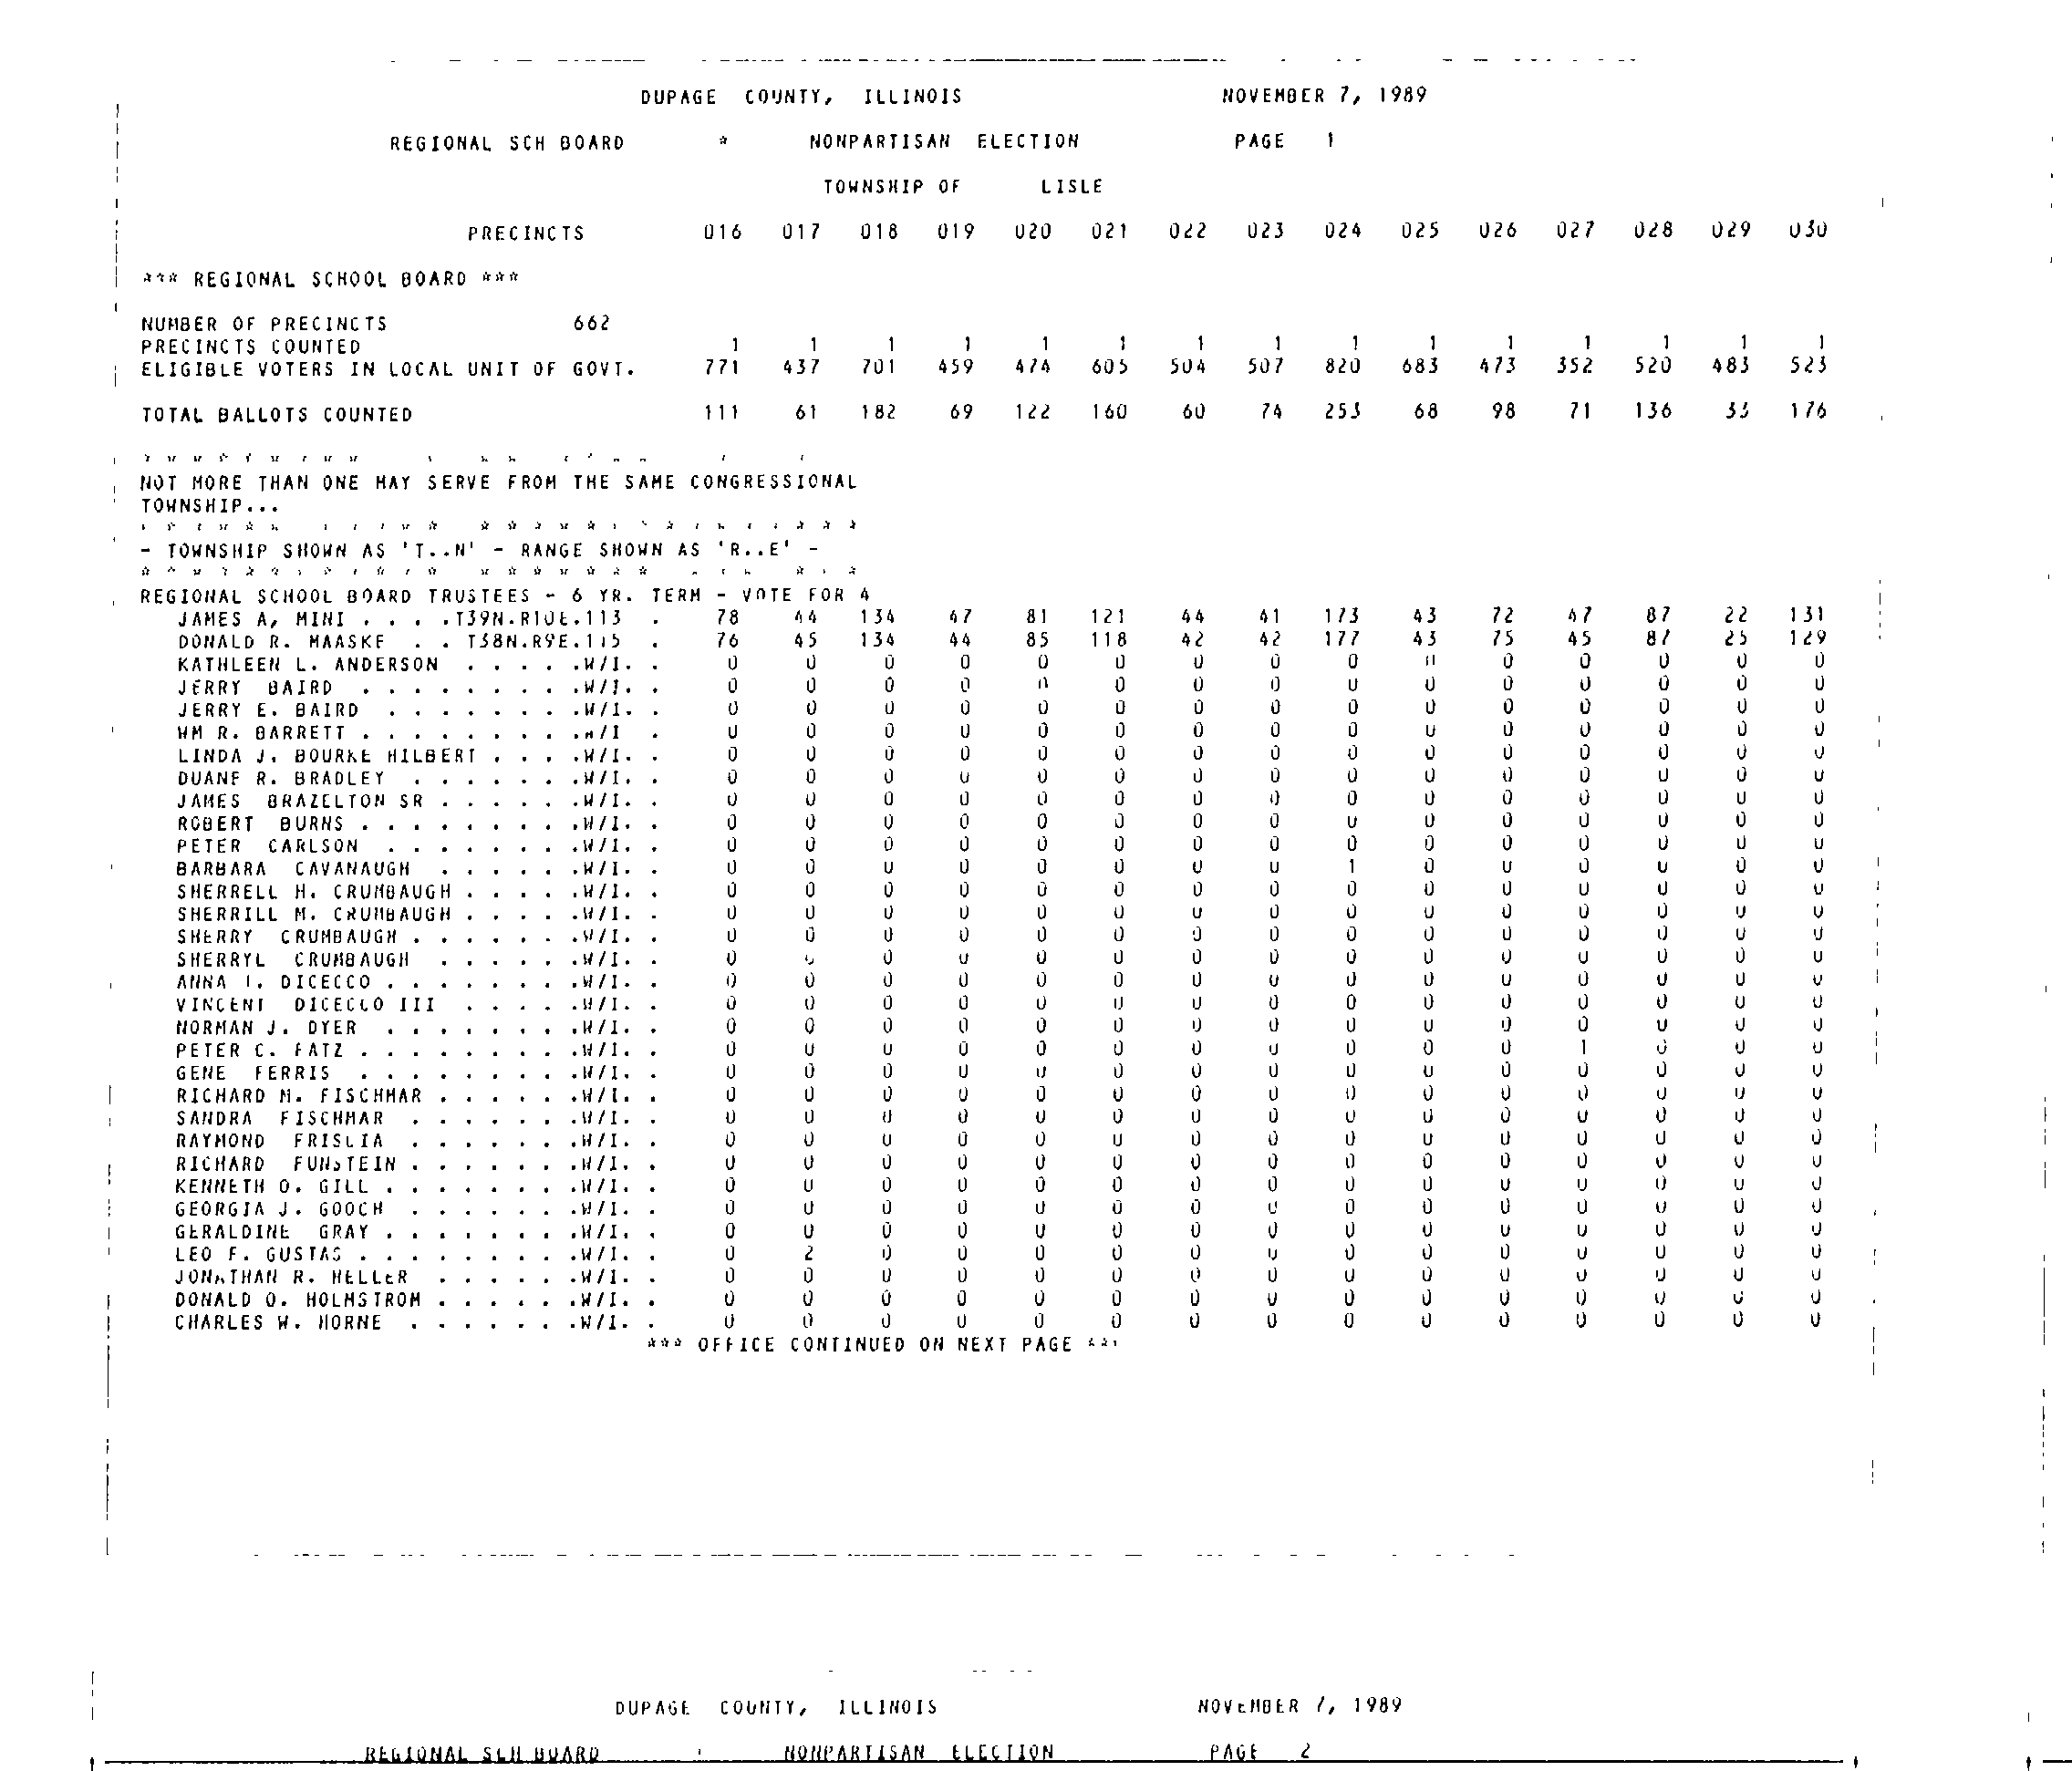 DUPAGE COUNTY, ILLINOIS NOVEMBER 7, 1989
REGIONAL SCH BOARD * NONPARTISAN ELECTION PAGE 1
TOWNSHIP OF LISLE
PRECINCTS 016 017 018 019 020 021 022 023 024 025 026 027 028 029 030
*** REGIONAL SCHOOL BOARD ***
NUMBER OF PRECINCTS 662
PRECINCTS COUNTED 1 1 1 1 1 1 1 1 1 1 1 1 1 1 1
ELIGIBLE VOTERS IN LOCAL UNIT OF GOVT. 771 437 701 459 474 605 504 507 820 683 473 352 520 483 523
TOTAL BALLOTS COUNTED 111 61 182 69 122 160 60 74 253 68 98 71 136 33 176
NOT MORE THAN ONE MAY SERVE FROM THE SAME CONGRESSIONAL
TOWNSHIP...
- TOWNSHIP SHOWN AS 'T..N' - RANGE SHOWN AS 'R..E' -
REGIONAL SCHOOL BOARD TRUSTEES - 6 YR. TERM - VOTE FOR 4
JAMES A, MINI . . . .T39N.R10E.113 . 78 44 134 47 81 121 44 41 173 43 72 47 87 22 131
DONALD R. MAASKE . . T38N.R9E.115 . 76 45 134 44 85 118 42 42 177 43 75 45 87 25 129
KATHLEEN L. ANDERSON . . . . .W/I. . 0 0 0 0 0 0 0 0 0 0 0 0 0 0 0
JERRY BAIRD . . . . . . . . .W/I. . 0 0 0 0 0 0 0 0 0 0 0 0 0 0 0
JERRY E. BAIRD . . . . . . . .W/I. . 0 0 0 0 0 0 0 0 0 0 0 0 0 0 0
WM R. BARRETT . . . . . . . . .W/I . 0 0 0 0 0 0 0 0 0 0 0 0 0 0 0
LINDA J. BOURKE HILBERT . . . .W/I. . 0 0 0 0 0 0 0 0 0 0 0 0 0 0 0
DUANE R. BRADLEY . . . . . . .W/I. . 0 0 0 0 0 0 0 0 0 0 0 0 0 0 0
JAMES BRAZELTON SR . . . . . .W/I. . 0 0 0 0 0 0 0 0 0 0 0 0 0 0 0
ROBERT BURNS . . . . . . . . .W/I. . 0 0 0 0 0 0 0 0 0 0 0 0 0 0 0
PETER CARLSON . . . . . . . .W/I. . 0 0 0 0 0 0 0 0 0 0 0 0 0 0 0
BARBARA CAVANAUGH . . . . . .W/I. . 0 0 0 0 0 0 0 0 1 0 0 0 0 0 0
SHERRELL H. CRUMBAUGH . . . . .W/I. . 0 0 0 0 0 0 0 0 0 0 0 0 0 0 0
SHERRILL M. CRUMBAUGH . . . . .W/I. . 0 0 0 0 0 0 0 0 0 0 0 0 0 0 0
SHERRY CRUMBAUGH . . . . . . .W/I. . 0 0 0 0 0 0 0 0 0 0 0 0 0 0 0
SHERRYL CRUMBAUGH . . . . . .W/I. . 0 0 0 0 0 0 0 0 0 0 0 0 0 0 0
ANNA I. DICECCO . . . . . . . .W/I. . 0 0 0 0 0 0 0 0 0 0 0 0 0 0 0
VINCENT DICECCO III . . . . .W/I. . 0 0 0 0 0 0 0 0 0 0 0 0 0 0 0
NORMAN J. DYER . . . . . . . .W/I. . 0 0 0 0 0 0 0 0 0 0 0 0 0 0 0
PETER C. FATZ . . . . . . . . .W/I. . 0 0 0 0 0 0 0 0 0 0 0 1 0 0 0
GENE FERRIS . . . . . . . . .W/I. . 0 0 0 0 0 0 0 0 0 0 0 0 0 0 0
RICHARD M. FISCHMAR . . . . . .W/I. . 0 0 0 0 0 0 0 0 0 0 0 0 0 0 0
SANDRA FISCHMAR . . . . . . .W/I. . 0 0 0 0 0 0 0 0 0 0 0 0 0 0 0
RAYMOND FRISLIA . . . . . . .W/I. . 0 0 0 0 0 0 0 0 0 0 0 0 0 0 0
RICHARD FUNSTEIN . . . . . . .W/I. . 0 0 0 0 0 0 0 0 0 0 0 0 0 0 0
KENNETH O. GILL . . . . . . . .W/I. . 0 0 0 0 0 0 0 0 0 0 0 0 0 0 0
GEORGIA J. GOOCH . . . . . . .W/I. . 0 0 0 0 0 0 0 0 0 0 0 0 0 0 0
GERALDINE GRAY . . . . . . . .W/I. . 0 0 0 0 0 0 0 0 0 0 0 0 0 0 0
LEO F. GUSTAS . . . . . . . . .W/I. . 0 2 0 0 0 0 0 0 0 0 0 0 0 0 0
JONATHAN R. HELLER . . . . . .W/I. . 0 0 0 0 0 0 0 0 0 0 0 0 0 0 0
DONALD O. HOLMSTROM . . . . . .W/I. . 0 0 0 0 0 0 0 0 0 0 0 0 0 0 0
CHARLES W. HORNE . . . . . . .W/I. . 0 0 0 0 0 0 0 0 0 0 0 0 0 0 0
*** OFFICE CONTINUED ON NEXT PAGE ***
DUPAGE COUNTY, ILLINOIS NOVEMBER 7, 1989
REGIONAL SCH BOARD NONPARTISAN ELECTION PAGE 2